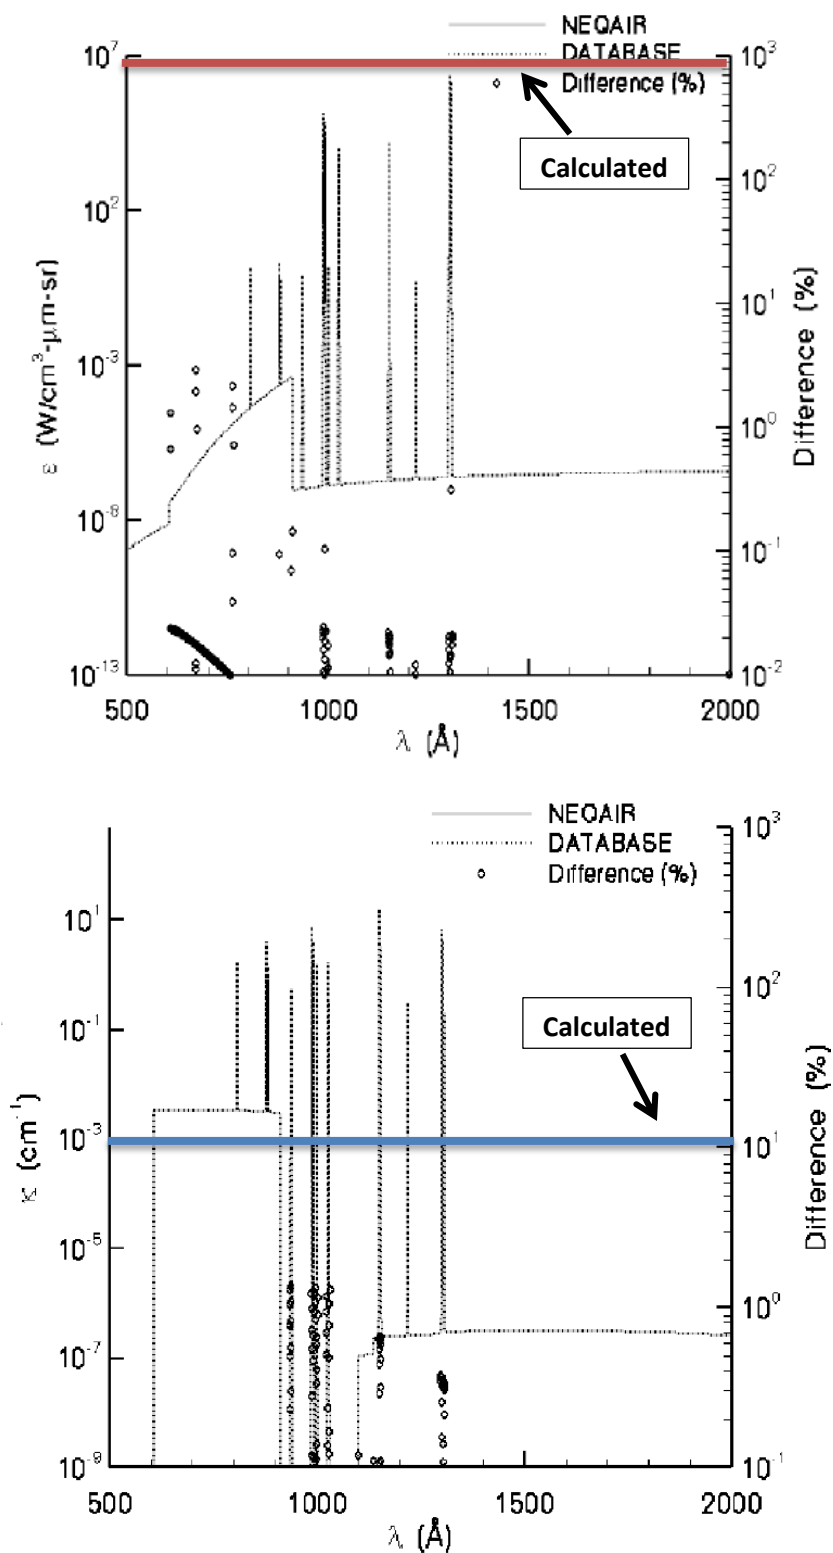 NEQAIR
DATABASE
Difference (%)
Calculated
10⁷
10²
10⁻³
10⁻⁸
10⁻¹³
ε (W/cm³-μm-sr)
10³
10²
10¹
10⁰
10⁻¹
10⁻²
Difference (%)
500 1000 1500 2000
λ (Å)
NEQAIR
DATABASE
Difference (%)
Calculated
10¹
10⁻¹
10⁻³
10⁻⁵
10⁻⁷
10⁻⁹
κ (cm⁻¹)
10³
10²
10¹
10⁰
10⁻¹
Difference (%)
500 1000 1500 2000
λ (Å)